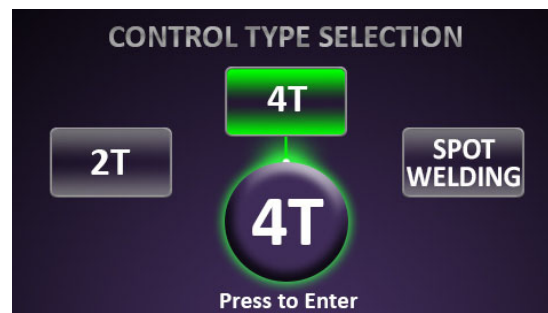 CONTROL TYPE SELECTION
4T
2T
SPOT
WELDING
4T
Press to Enter